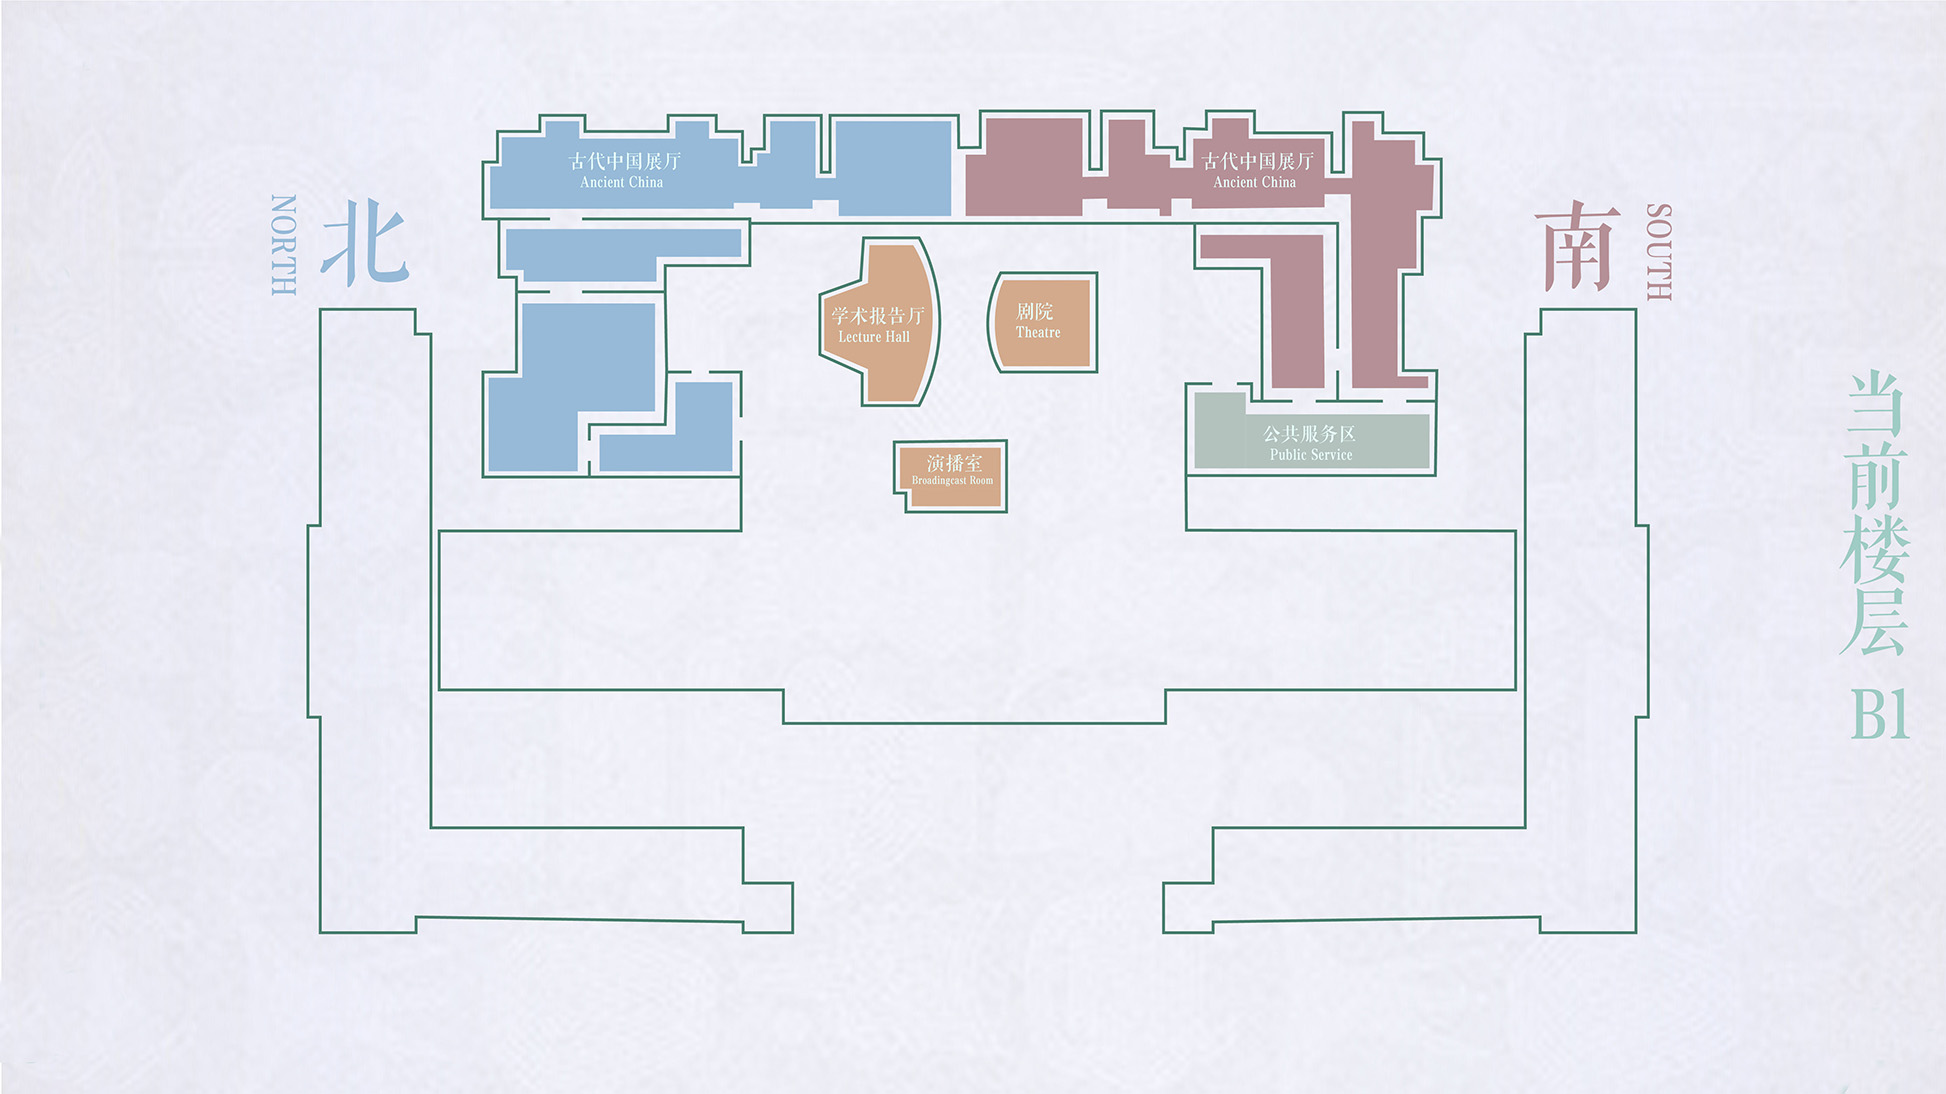 古代中国展厅
Ancient China
古代中国展厅
Ancient China
北
NORTH
南
SOUTH
学术报告厅
Lecture Hall
剧院
Theatre
演播室
Broadingcast Room
公共服务区
Public Service
当前楼层 B1